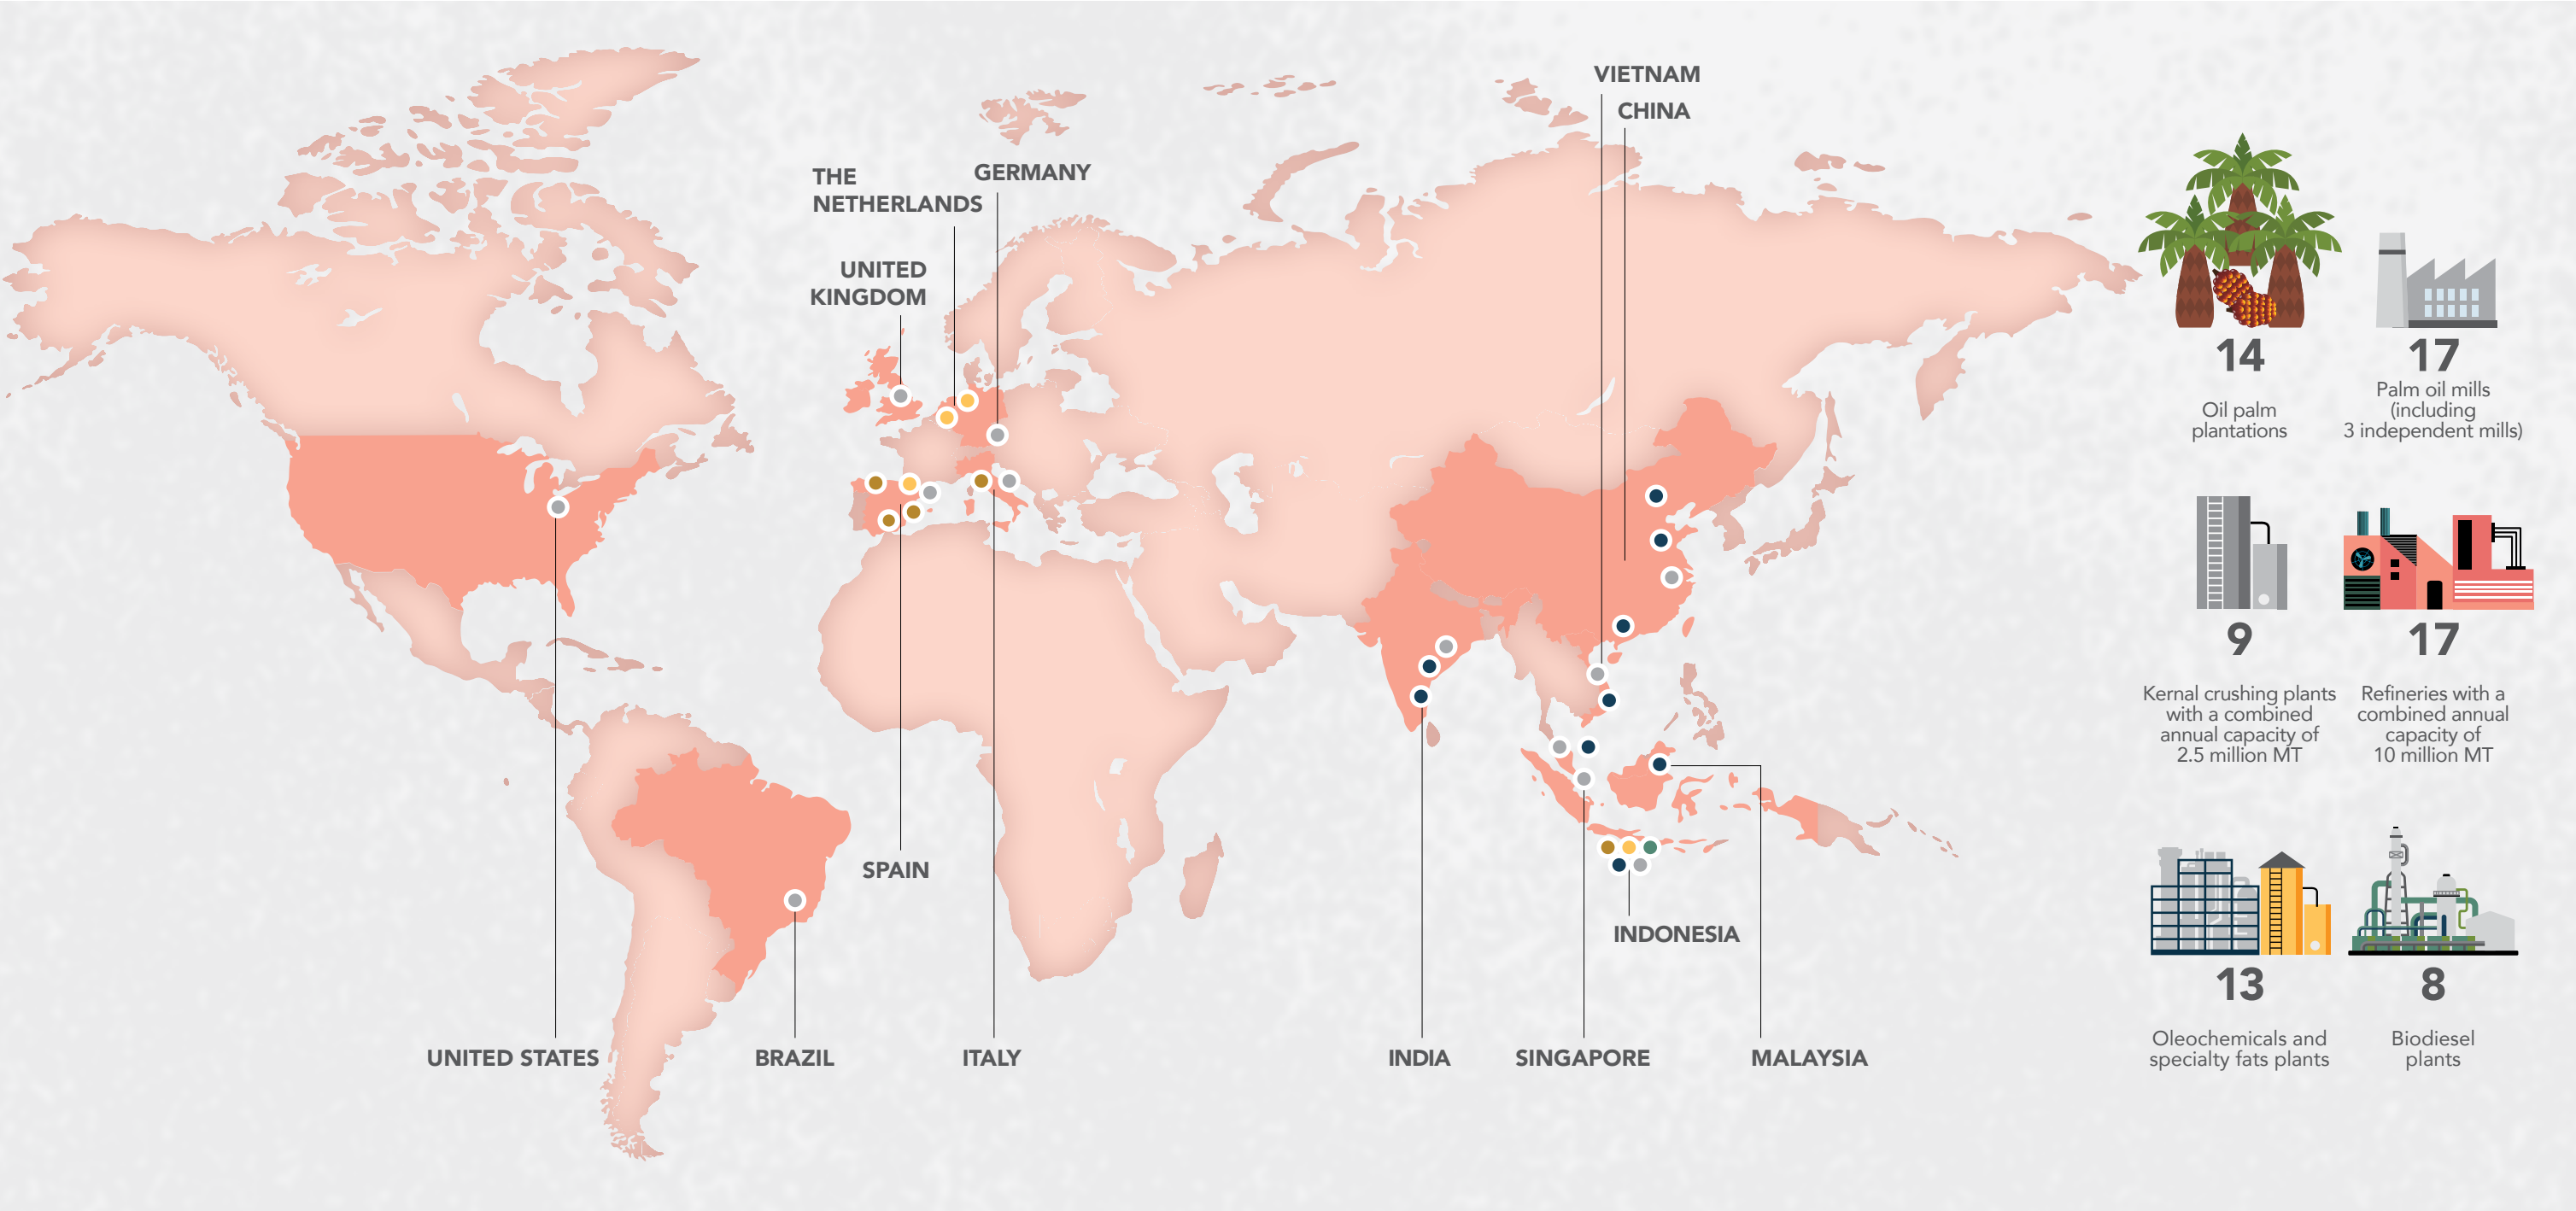 VIETNAM
CHINA
THE
NETHERLANDS
GERMANY
UNITED
KINGDOM
SPAIN
INDONESIA
UNITED STATES
BRAZIL
ITALY
INDIA
SINGAPORE
MALAYSIA
14
Oil palm
plantations
17
Palm oil mills
(including
3 independent mills)
9
Kernal crushing plants
with a combined
annual capacity of
2.5 million MT
17
Refineries with a
combined annual
capacity of
10 million MT
13
Oleochemicals and
specialty fats plants
8
Biodiesel
plants